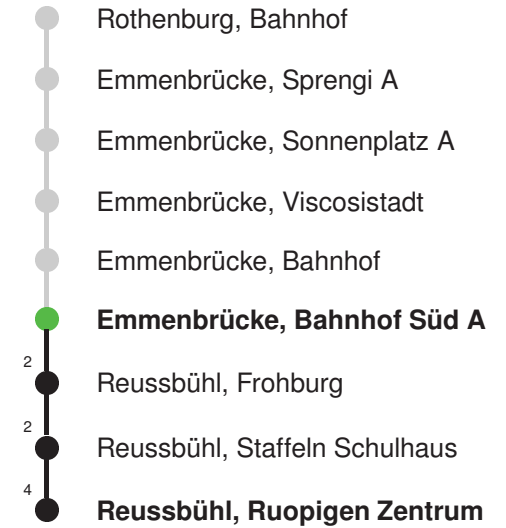 Rothenburg, Bahnhof
Emmenbrücke, Sprengi A
Emmenbrücke, Sonnenplatz A
Emmenbrücke, Viscosistadt
Emmenbrücke, Bahnhof
Emmenbrücke, Bahnhof Süd A
2
Reussbühl, Frohburg
2
Reussbühl, Staffeln Schulhaus
4
Reussbühl, Ruopigen Zentrum